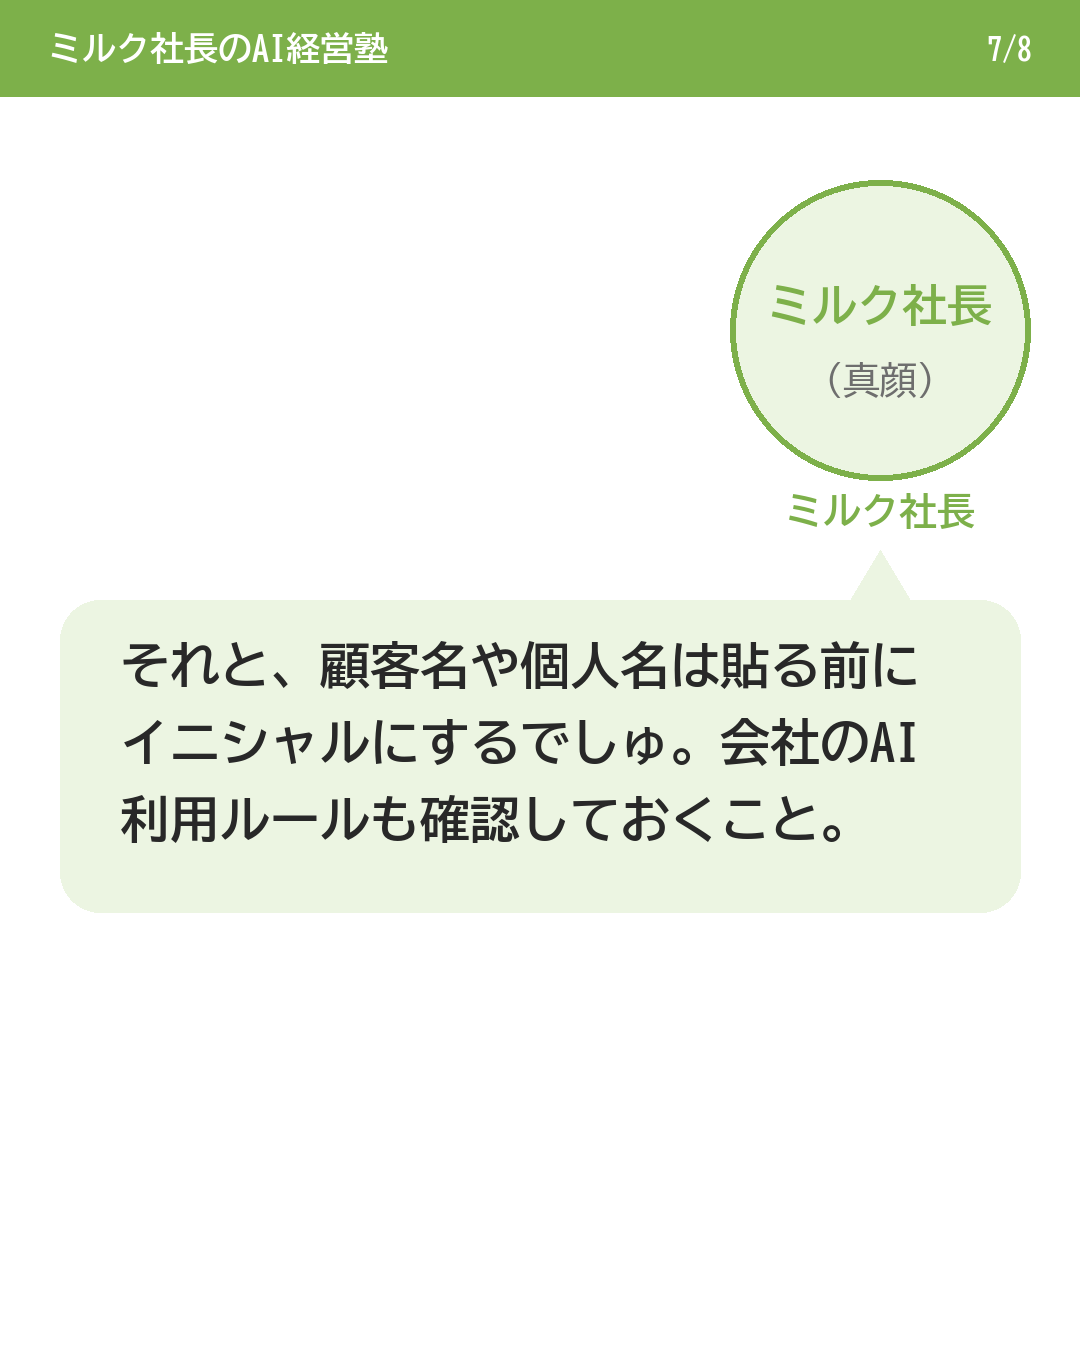 ミルク社長のAI経営塾
7/8
ミルク社長
（真顔）
ミルク社長
それと、顧客名や個人名は貼る前に
イニシャルにするでしゅ。会社のAI
利用ルールも確認しておくこと。